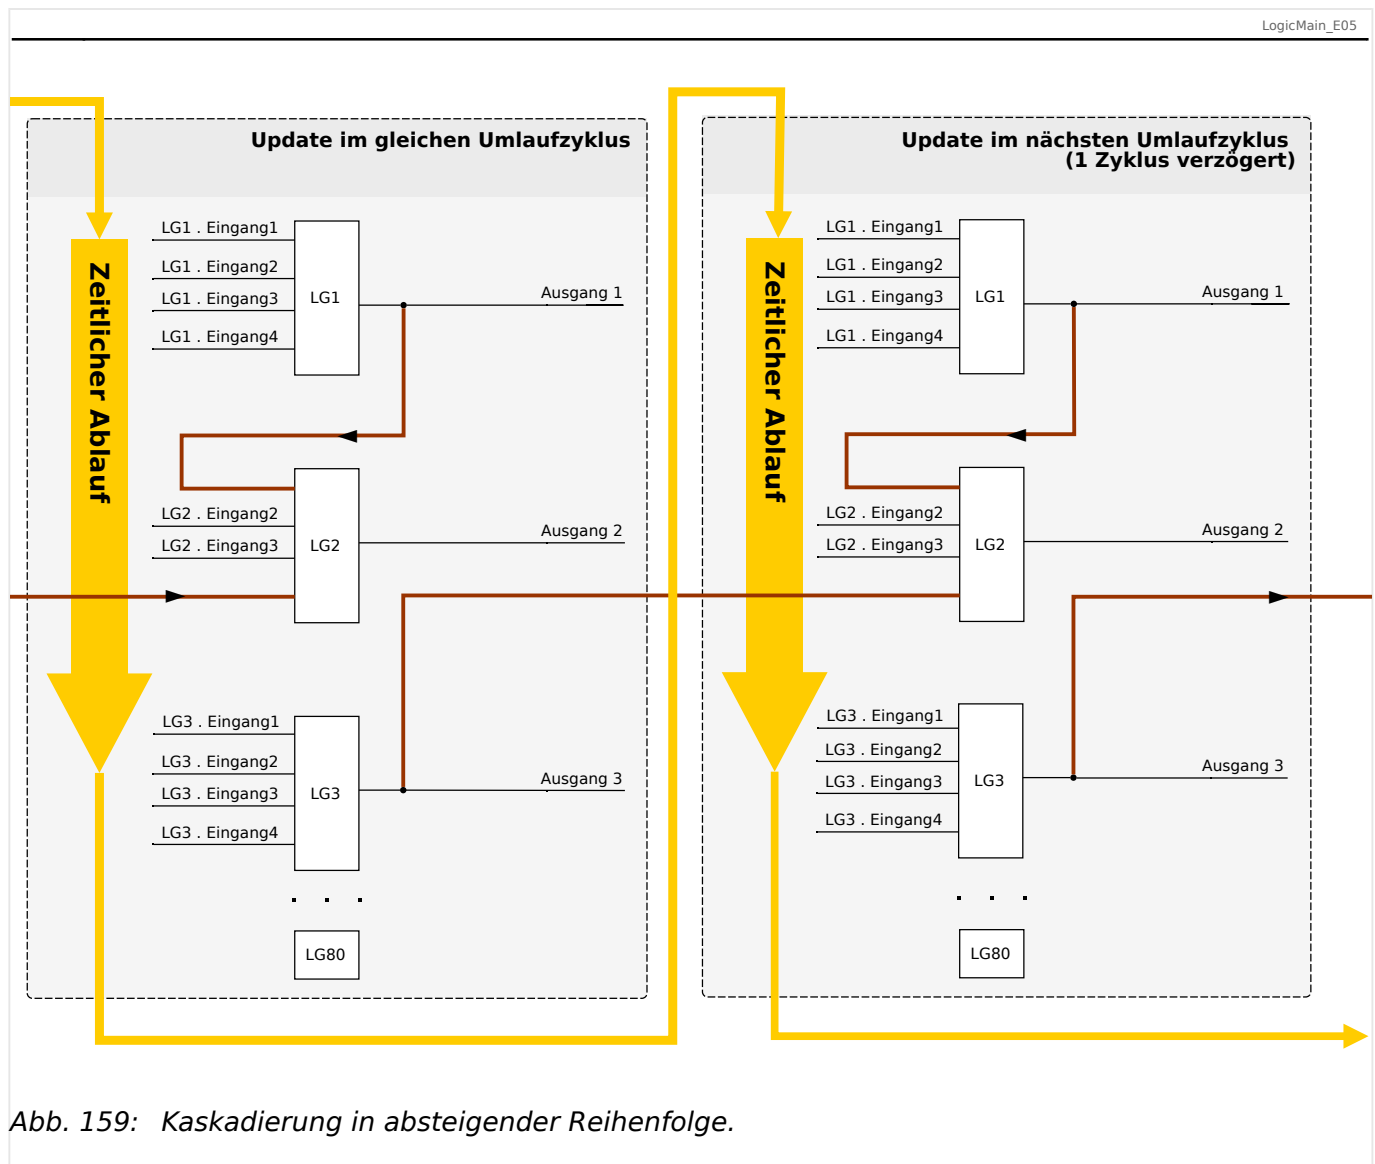 LogicMain_E05
Update im gleichen Umlaufzyklus
Zeitlicher Ablauf
LG1 . Eingang1
LG1 . Eingang2
LG1 . Eingang3
LG1 . Eingang4
LG1
Ausgang 1
LG2 . Eingang2
LG2 . Eingang3
LG2
Ausgang 2
LG3 . Eingang1
LG3 . Eingang2
LG3 . Eingang3
LG3 . Eingang4
LG3
Ausgang 3
. . .
LG80
Update im nächsten Umlaufzyklus
(1 Zyklus verzögert)
Zeitlicher Ablauf
LG1 . Eingang1
LG1 . Eingang2
LG1 . Eingang3
LG1 . Eingang4
LG1
Ausgang 1
LG2 . Eingang2
LG2 . Eingang3
LG2
Ausgang 2
LG3 . Eingang1
LG3 . Eingang2
LG3 . Eingang3
LG3 . Eingang4
LG3
Ausgang 3
. . .
LG80
Abb. 159: Kaskadierung in absteigender Reihenfolge.